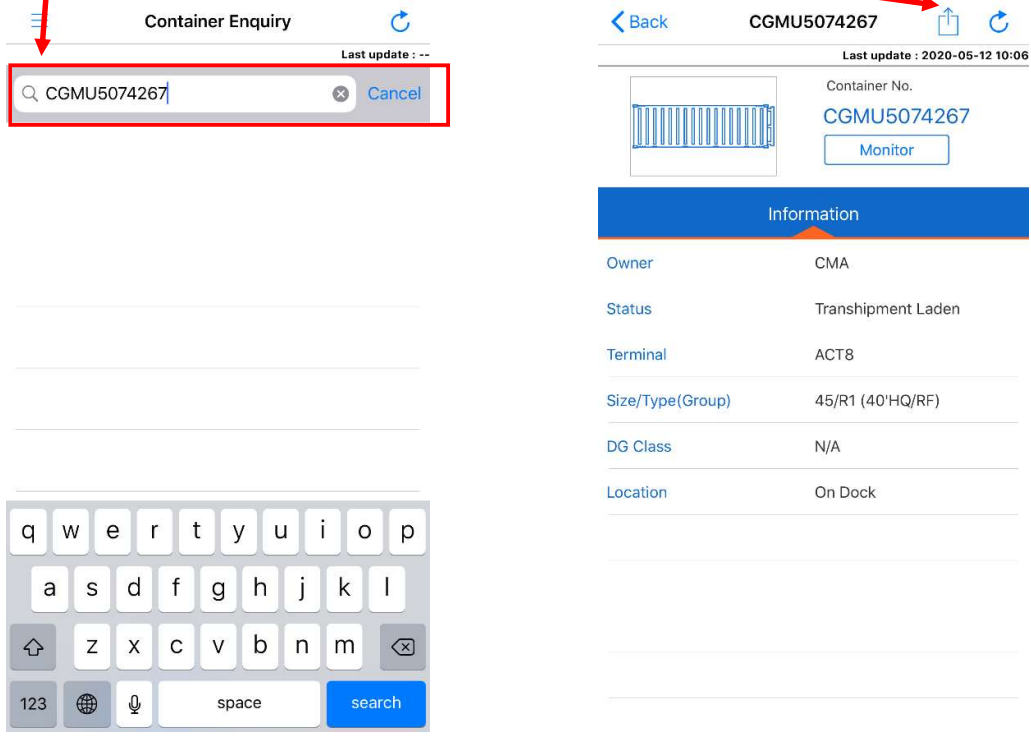 Container Enquiry
Last update : --
CGMU5074267
Cancel
q w e r t y u i o p
a s d f g h j k l
z x c v b n m
123
space
search
Back
CGMU5074267
Last update : 2020-05-12 10:06
Container No.
CGMU5074267
Monitor
Information
Owner CMA
Status Transhipment Laden
Terminal ACT8
Size/Type(Group) 45/R1 (40'HQ/RF)
DG Class N/A
Location On Dock